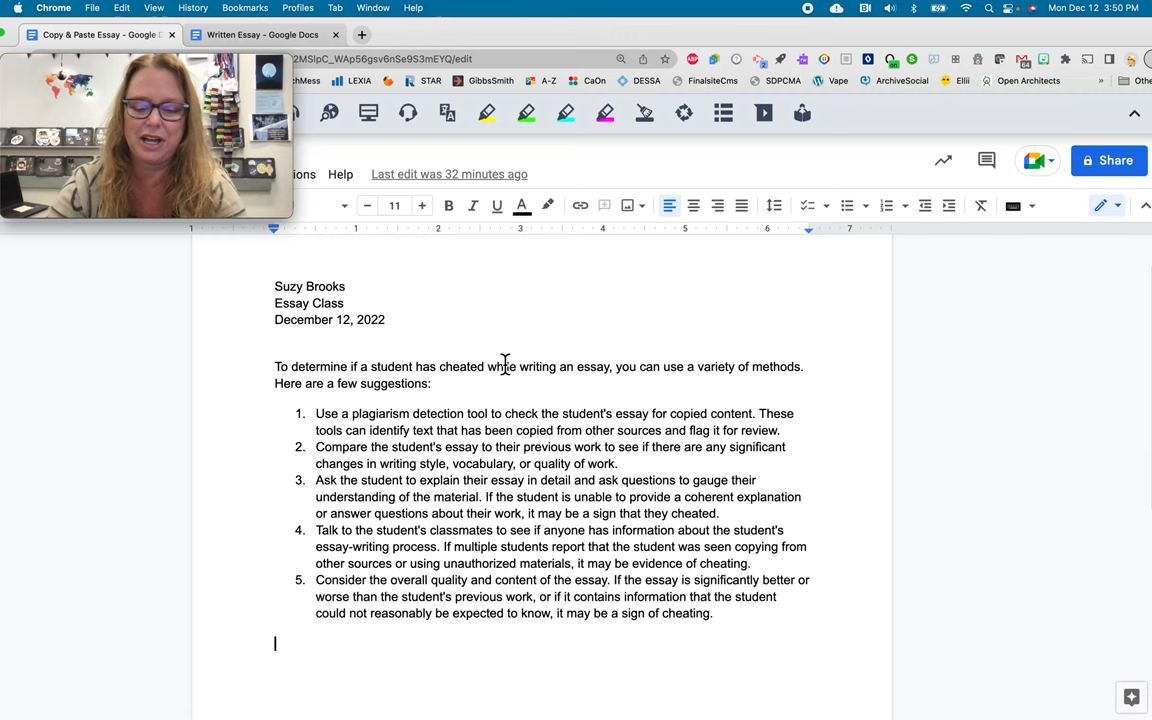 Chrome File Edit View History Bookmarks Profiles Tab Window Help Mon Dec 12 3:50 PM
Copy & Paste Essay - Google D Written Essay - Google Docs
2MSlpC_WAp56gsv6nSe9S3mEYQ/edit
chMess LEXIA STAR GibbsSmith A-Z CaOn DESSA FinalsiteCms SDPCMA Vape ArchiveSocial Ellii Open Architects » Othe
ions Help Last edit was 32 minutes ago Share
11
1 1 2 3 4 5 6 7
Suzy Brooks
Essay Class
December 12, 2022
To determine if a student has cheated while writing an essay, you can use a variety of methods.
Here are a few suggestions:
1. Use a plagiarism detection tool to check the student's essay for copied content. These
tools can identify text that has been copied from other sources and flag it for review.
2. Compare the student's essay to their previous work to see if there are any significant
changes in writing style, vocabulary, or quality of work.
3. Ask the student to explain their essay in detail and ask questions to gauge their
understanding of the material. If the student is unable to provide a coherent explanation
or answer questions about their work, it may be a sign that they cheated.
4. Talk to the student's classmates to see if anyone has information about the student's
essay-writing process. If multiple students report that the student was seen copying from
other sources or using unauthorized materials, it may be evidence of cheating.
5. Consider the overall quality and content of the essay. If the essay is significantly better or
worse than the student's previous work, or if it contains information that the student
could not reasonably be expected to know, it may be a sign of cheating.